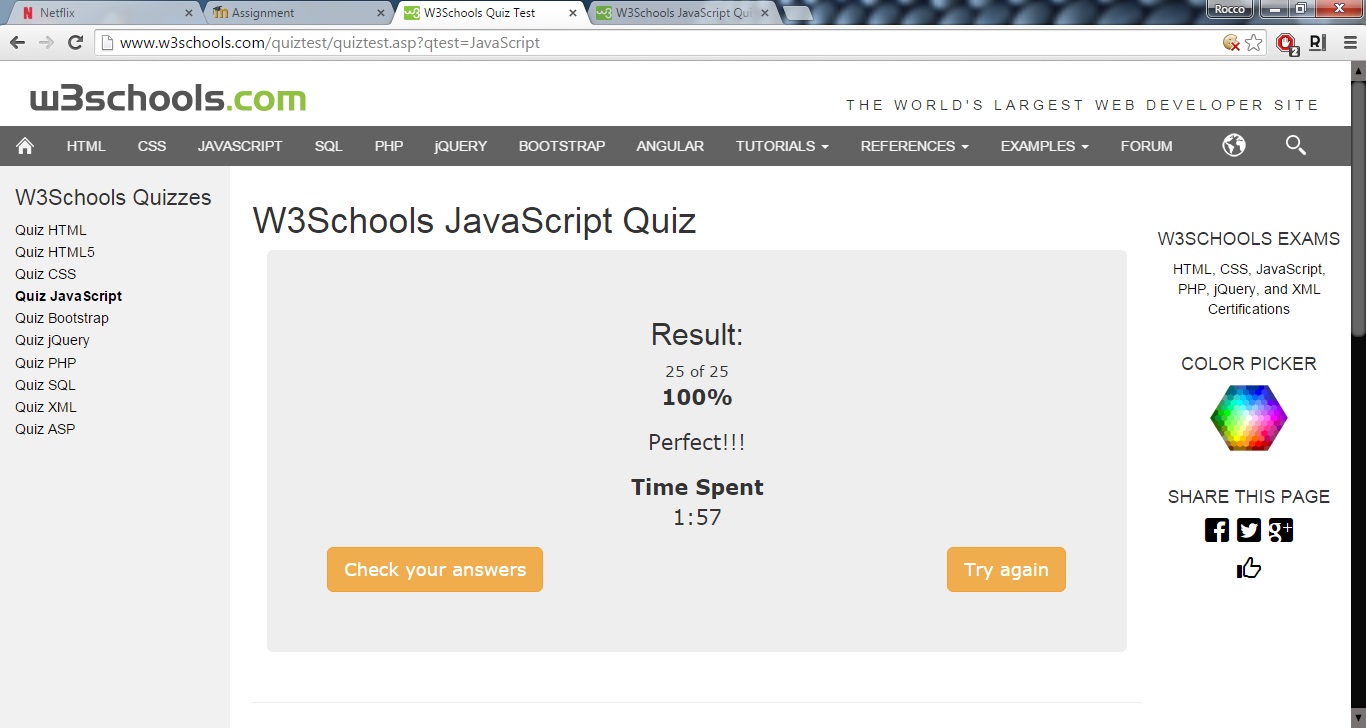 Netflix
Assignment
W3Schools Quiz Test
W3Schools JavaScript Qui
Rocco
www.w3schools.com/quiztest/quiztest.asp?qtest=JavaScript
2
R
w3schools.com
THE WORLD'S LARGEST WEB DEVELOPER SITE
HTML CSS JAVASCRIPT SQL PHP jQUERY BOOTSTRAP ANGULAR TUTORIALS REFERENCES EXAMPLES FORUM
W3Schools Quizzes
Quiz HTML
Quiz HTML5
Quiz CSS
Quiz JavaScript
Quiz Bootstrap
Quiz jQuery
Quiz PHP
Quiz SQL
Quiz XML
Quiz ASP
W3Schools JavaScript Quiz
Result:
25 of 25
100%
Perfect!!!
Time Spent
1:57
Check your answers
Try again
W3SCHOOLS EXAMS
HTML, CSS, JavaScript,
PHP, jQuery, and XML
Certifications
COLOR PICKER
SHARE THIS PAGE